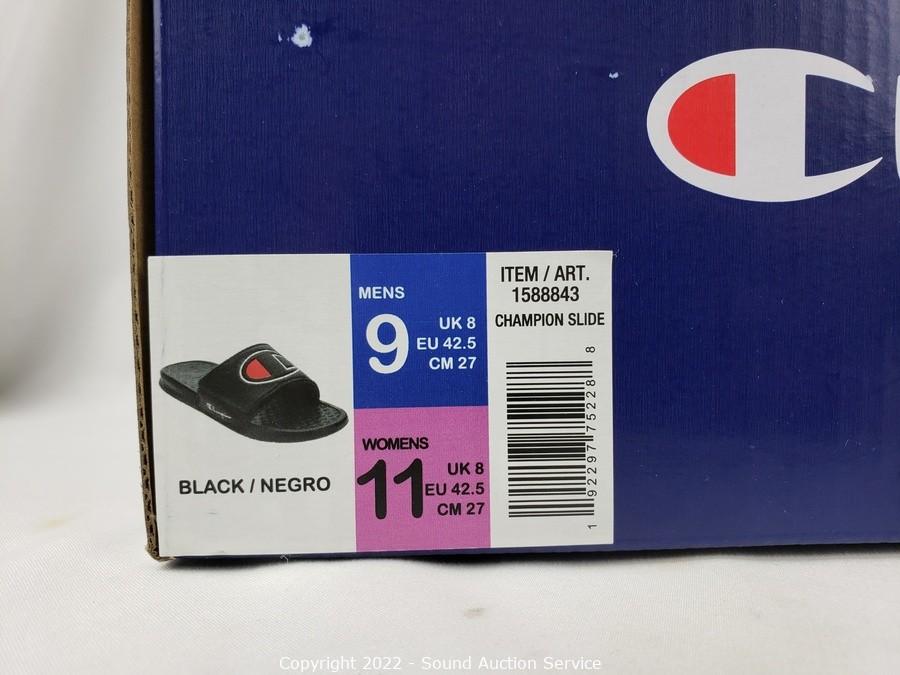 BLACK / NEGRO
MENS
9
UK 8
EU 42.5
CM 27
WOMENS
11
UK 8
EU 42.5
CM 27
ITEM / ART.
1588843
CHAMPION SLIDE
1 92297 75228 8
Copyright 2022 - Sound Auction Service